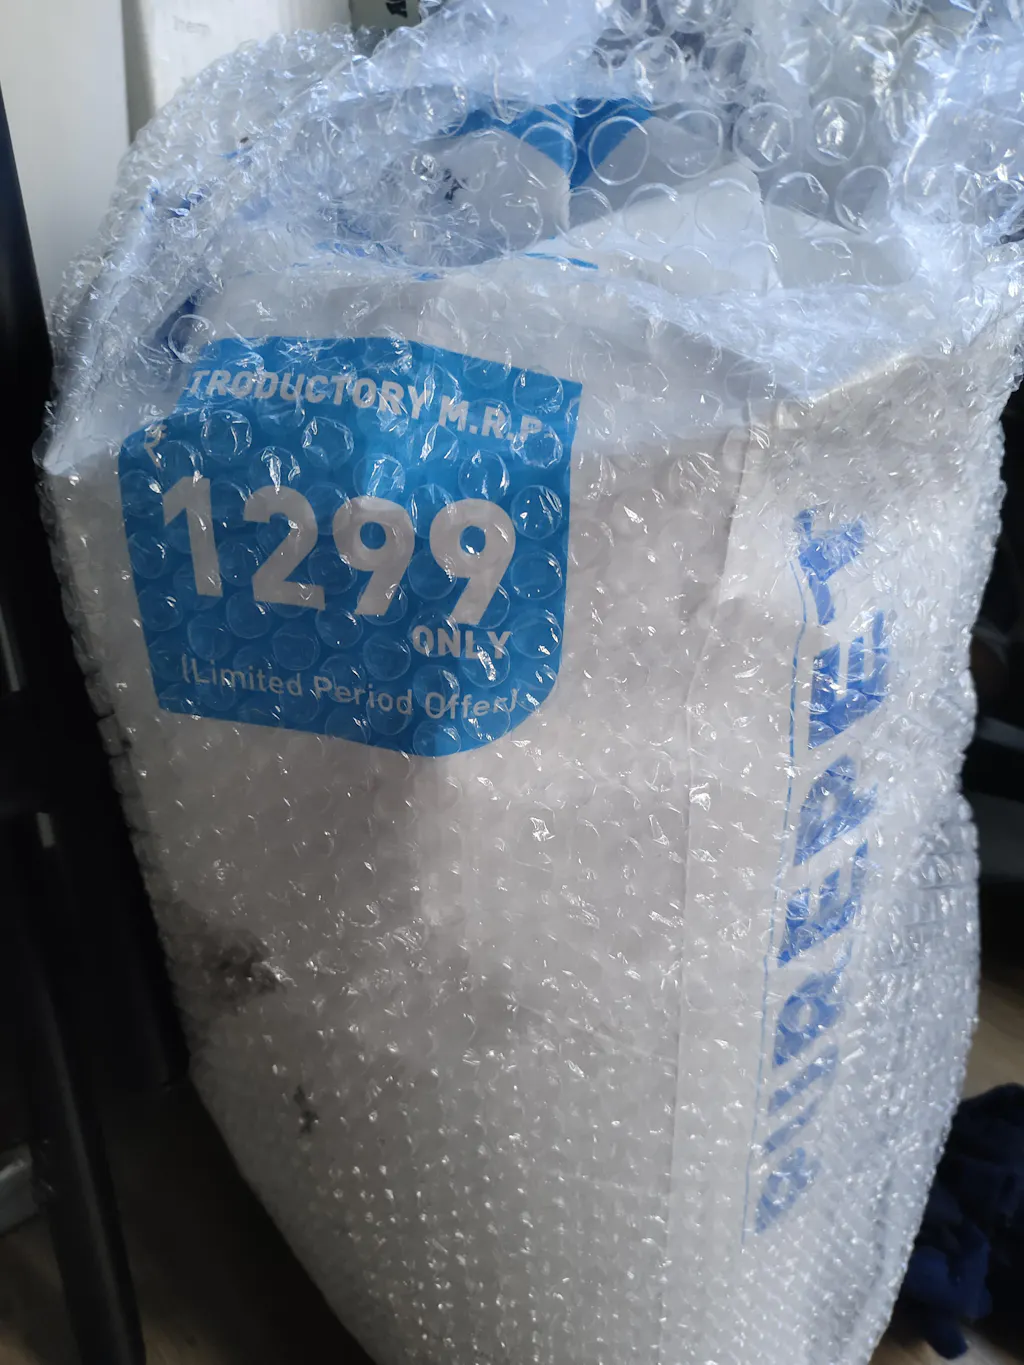 TRODUCTORY M.R.P
₹
1299
ONLY
(Limited Period Offer)